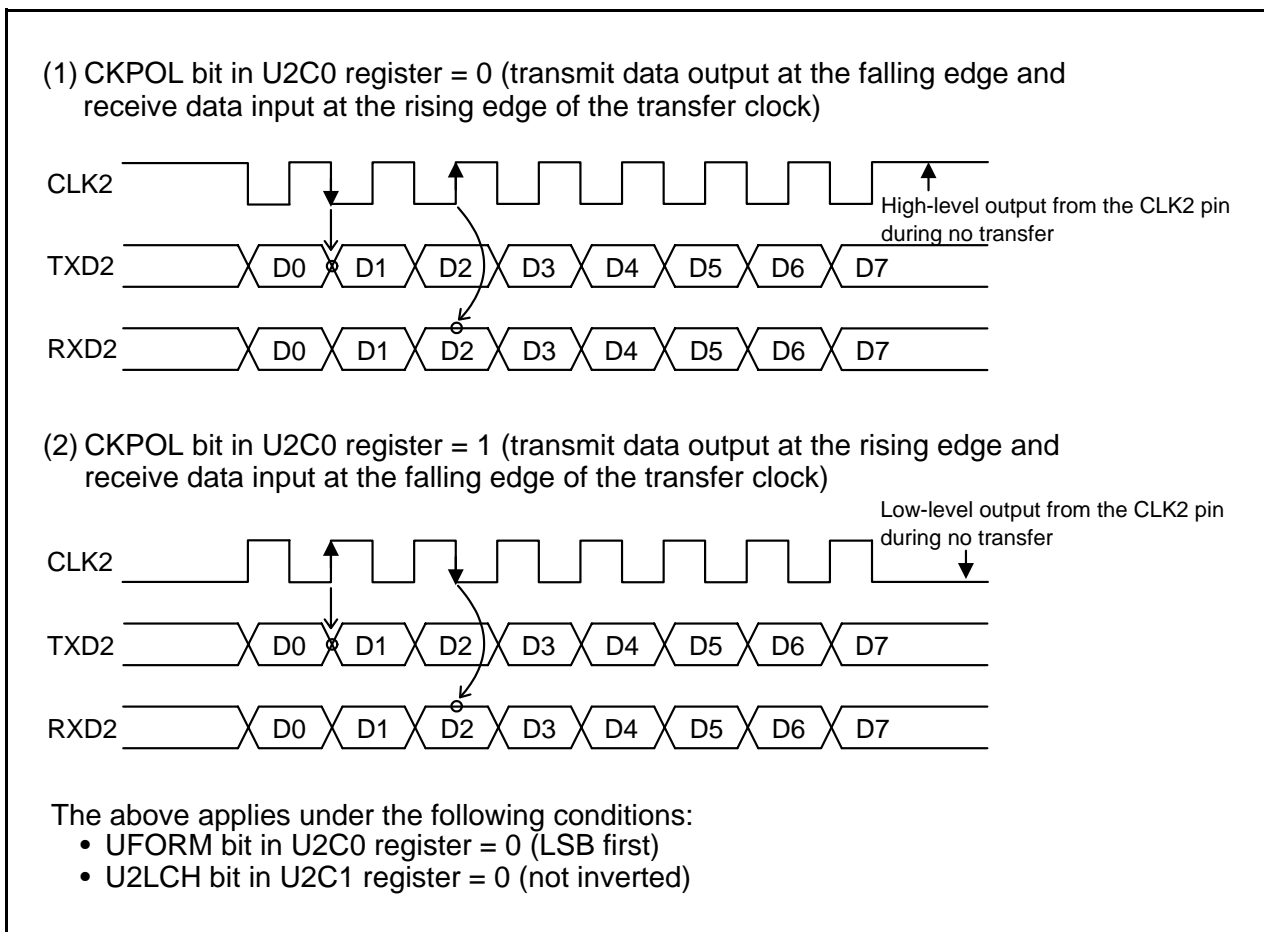 (1) CKPOL bit in U2C0 register = 0 (transmit data output at the falling edge and
receive data input at the rising edge of the transfer clock)
CLK2
High-level output from the CLK2 pin
during no transfer
TXD2 D0 D1 D2 D3 D4 D5 D6 D7
RXD2 D0 D1 D2 D3 D4 D5 D6 D7
(2) CKPOL bit in U2C0 register = 1 (transmit data output at the rising edge and
receive data input at the falling edge of the transfer clock)
Low-level output from the CLK2 pin
during no transfer
CLK2
TXD2 D0 D1 D2 D3 D4 D5 D6 D7
RXD2 D0 D1 D2 D3 D4 D5 D6 D7
The above applies under the following conditions:
• UFORM bit in U2C0 register = 0 (LSB first)
• U2LCH bit in U2C1 register = 0 (not inverted)